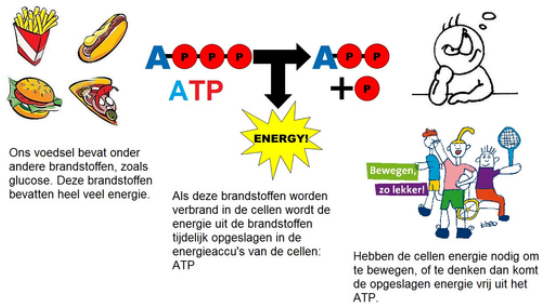 A P P P
A P P
ATP
+ P
ENERGY!
Ons voedsel bevat onder
andere brandstoffen, zoals
glucose. Deze brandstoffen
bevatten heel veel energie.
Als deze brandstoffen worden
verbrand in de cellen wordt de
energie uit de brandstoffen
tijdelijk opgeslagen in de
energieaccu's van de cellen:
ATP
Bewegen,
zo lekker!
Hebben de cellen energie nodig om
te bewegen, of te denken dan komt
de opgeslagen energie vrij uit het
ATP.